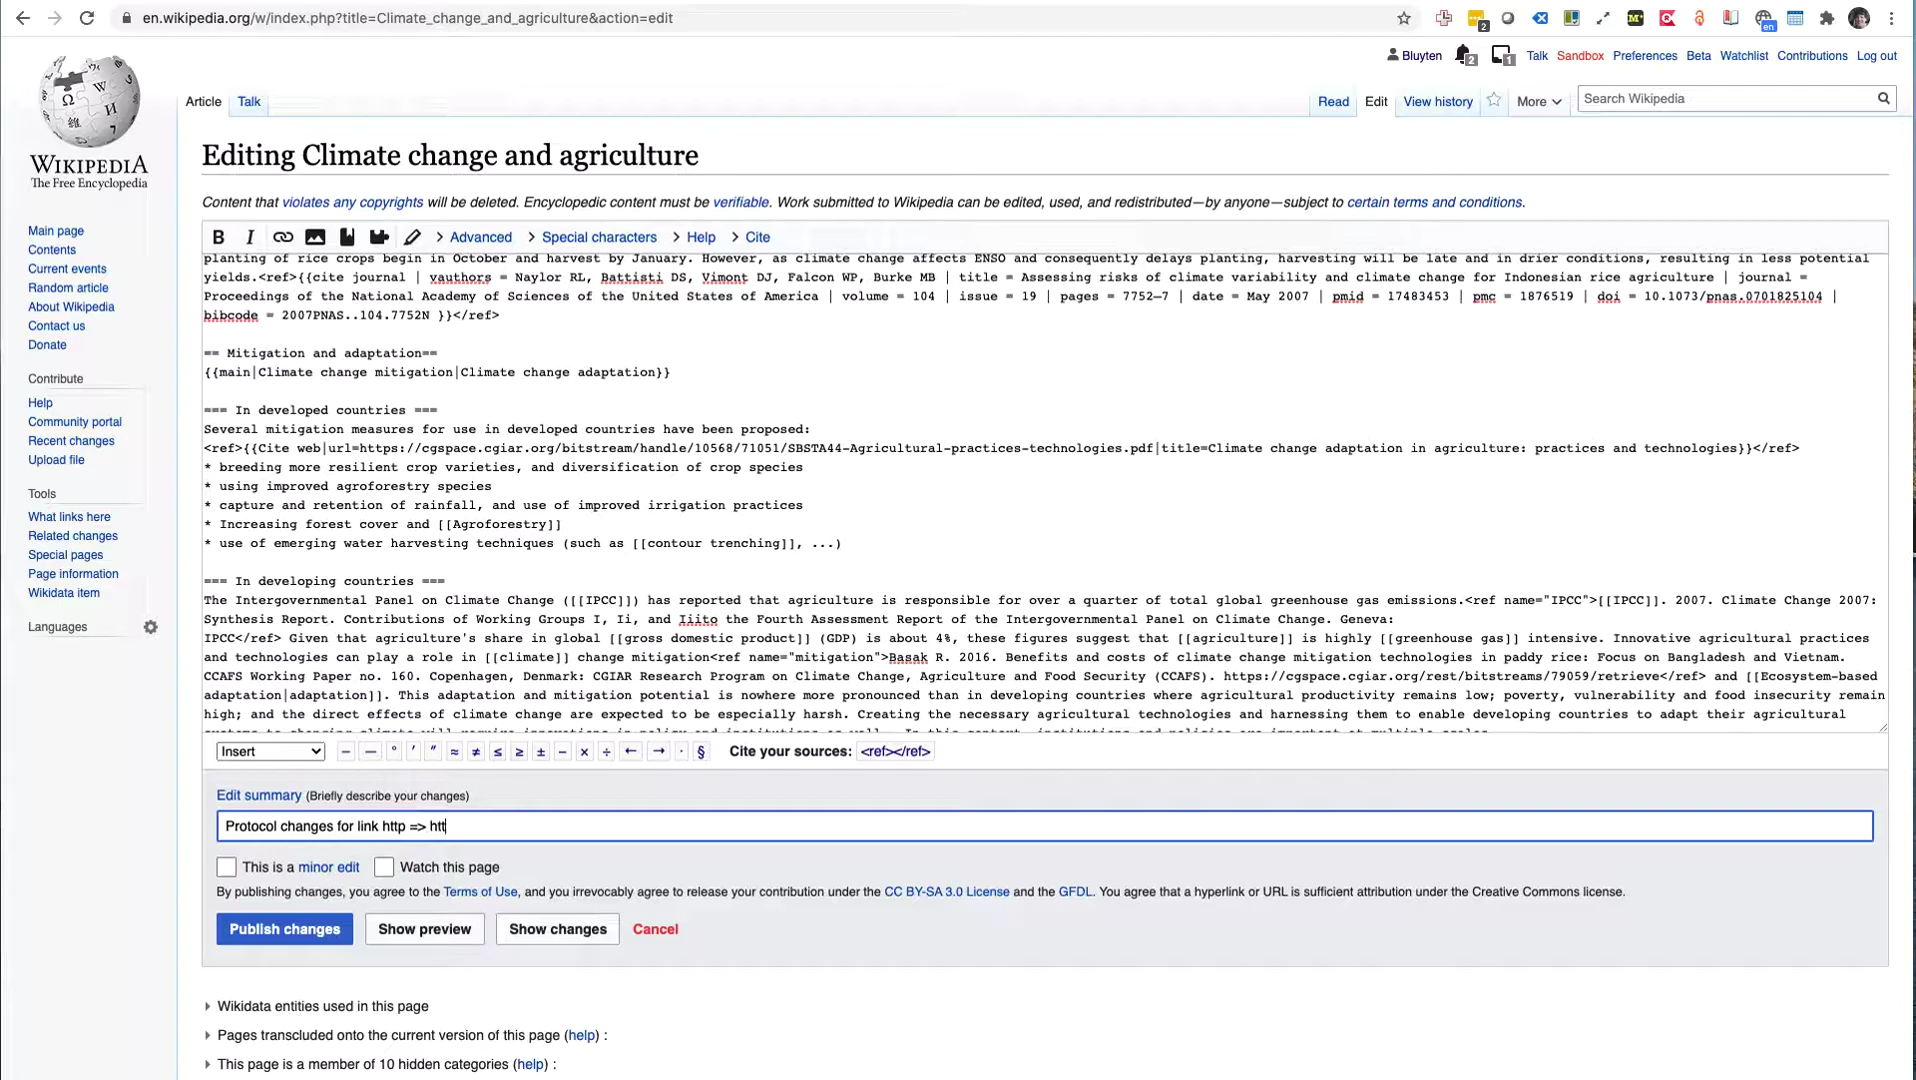 en.wikipedia.org/w/index.php?title=Climate_change_and_agriculture&action=edit
2
en
Bluyten 2 1 Talk Sandbox Preferences Beta Watchlist Contributions Log out
Article Talk Read Edit View history More Search Wikipedia
WIKIPEDIA
The Free Encyclopedia
Main page
Contents
Current events
Random article
About Wikipedia
Contact us
Donate
Contribute
Help
Community portal
Recent changes
Upload file
Tools
What links here
Related changes
Special pages
Page information
Wikidata item
Languages
Editing Climate change and agriculture
Content that violates any copyrights will be deleted. Encyclopedic content must be verifiable. Work submitted to Wikipedia can be edited, used, and redistributed—by anyone—subject to certain terms and conditions.
B I Advanced Special characters Help Cite
planting of rice crops begin in October and harvest by January. However, as climate change affects ENSO and consequently delays planting, harvesting will be late and in drier conditions, resulting in less potential
yields.<ref>{{cite journal | vauthors = Naylor RL, Battisti DS, Vimont DJ, Falcon WP, Burke MB | title = Assessing risks of climate variability and climate change for Indonesian rice agriculture | journal =
Proceedings of the National Academy of Sciences of the United States of America | volume = 104 | issue = 19 | pages = 7752–7 | date = May 2007 | pmid = 17483453 | pmc = 1876519 | doi = 10.1073/pnas.0701825104 |
bibcode = 2007PNAS..104.7752N }}</ref>
== Mitigation and adaptation==
{{main|Climate change mitigation|Climate change adaptation}}
=== In developed countries ===
Several mitigation measures for use in developed countries have been proposed:
<ref>{{Cite web|url=https://cgspace.cgiar.org/bitstream/handle/10568/71051/SBSTA44-Agricultural-practices-technologies.pdf|title=Climate change adaptation in agriculture: practices and technologies}}</ref>
* breeding more resilient crop varieties, and diversification of crop species
* using improved agroforestry species
* capture and retention of rainfall, and use of improved irrigation practices
* Increasing forest cover and [[Agroforestry]]
* use of emerging water harvesting techniques (such as [[contour trenching]], ...)
=== In developing countries ===
The Intergovernmental Panel on Climate Change ([[IPCC]]) has reported that agriculture is responsible for over a quarter of total global greenhouse gas emissions.<ref name="IPCC">[[IPCC]]. 2007. Climate Change 2007:
Synthesis Report. Contributions of Working Groups I, Ii, and Iiito the Fourth Assessment Report of the Intergovernmental Panel on Climate Change. Geneva:
IPCC</ref> Given that agriculture's share in global [[gross domestic product]] (GDP) is about 4%, these figures suggest that [[agriculture]] is highly [[greenhouse gas]] intensive. Innovative agricultural practices
and technologies can play a role in [[climate]] change mitigation<ref name="mitigation">Basak R. 2016. Benefits and costs of climate change mitigation technologies in paddy rice: Focus on Bangladesh and Vietnam.
CCAFS Working Paper no. 160. Copenhagen, Denmark: CGIAR Research Program on Climate Change, Agriculture and Food Security (CCAFS). https://cgspace.cgiar.org/rest/bitstreams/79059/retrieve</ref> and [[Ecosystem-based
adaptation|adaptation]]. This adaptation and mitigation potential is nowhere more pronounced than in developing countries where agricultural productivity remains low; poverty, vulnerability and food insecurity remain
high; and the direct effects of climate change are expected to be especially harsh. Creating the necessary agricultural technologies and harnessing them to enable developing countries to adapt their agricultural
Insert – — ° ′ ″ ≈ ≠ ≤ ≥ ± − × ÷ ← → · § Cite your sources: <ref></ref>
Edit summary (Briefly describe your changes)
Protocol changes for link http => htt
This is a minor edit Watch this page
By publishing changes, you agree to the Terms of Use, and you irrevocably agree to release your contribution under the CC BY-SA 3.0 License and the GFDL. You agree that a hyperlink or URL is sufficient attribution under the Creative Commons license.
Publish changes Show preview Show changes Cancel
Wikidata entities used in this page
Pages transcluded onto the current version of this page (help) :
This page is a member of 10 hidden categories (help) :